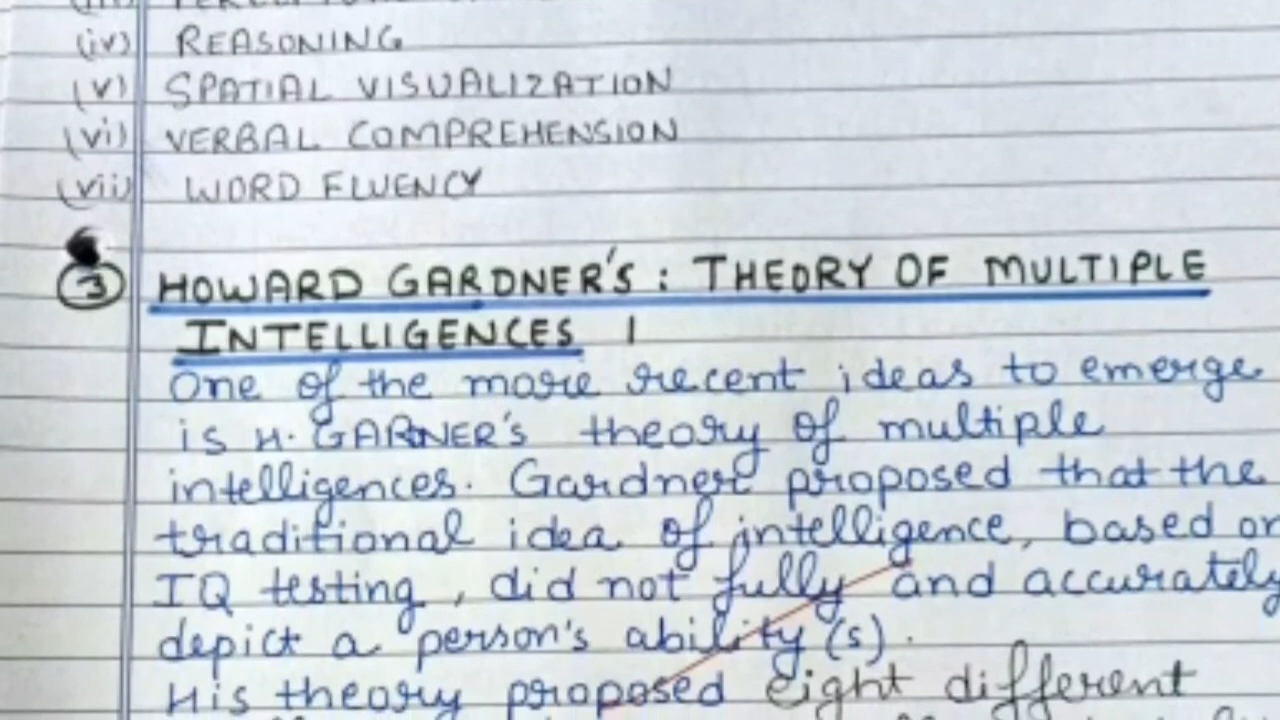 (iv) REASONING
(v) SPATIAL VISUALIZATION
(vi) VERBAL COMPREHENSION
(vii) WORD FLUENCY
3 HOWARD GARDNER'S : THEORY OF MULTIPLE
INTELLIGENCES |
One of the more recent ideas to emerge
is H. GARNER'S theory of multiple
intelligences. Gardner proposed that the
traditional idea of intelligence, based on
IQ testing, did not fully and accurately
depict a person's ability(s).
His theory proposed eight different